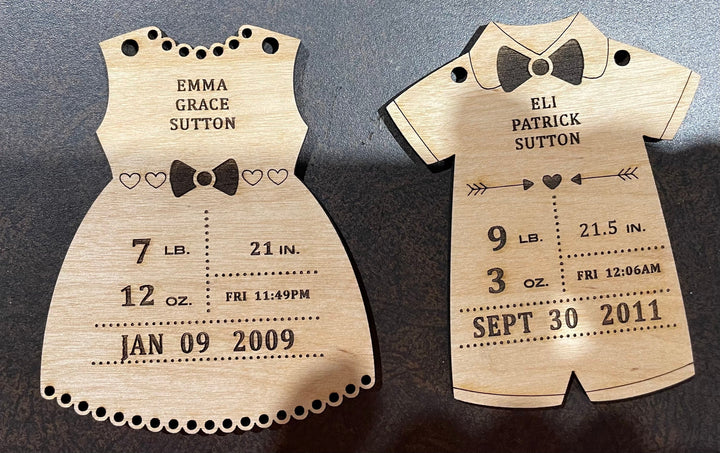 EMMA
GRACE
SUTTON
7 LB.
12 OZ.
21 IN.
FRI 11:49PM
JAN 09 2009
ELI
PATRICK
SUTTON
9 LB.
3 OZ.
21.5 IN.
FRI 12:06AM
SEPT 30 2011